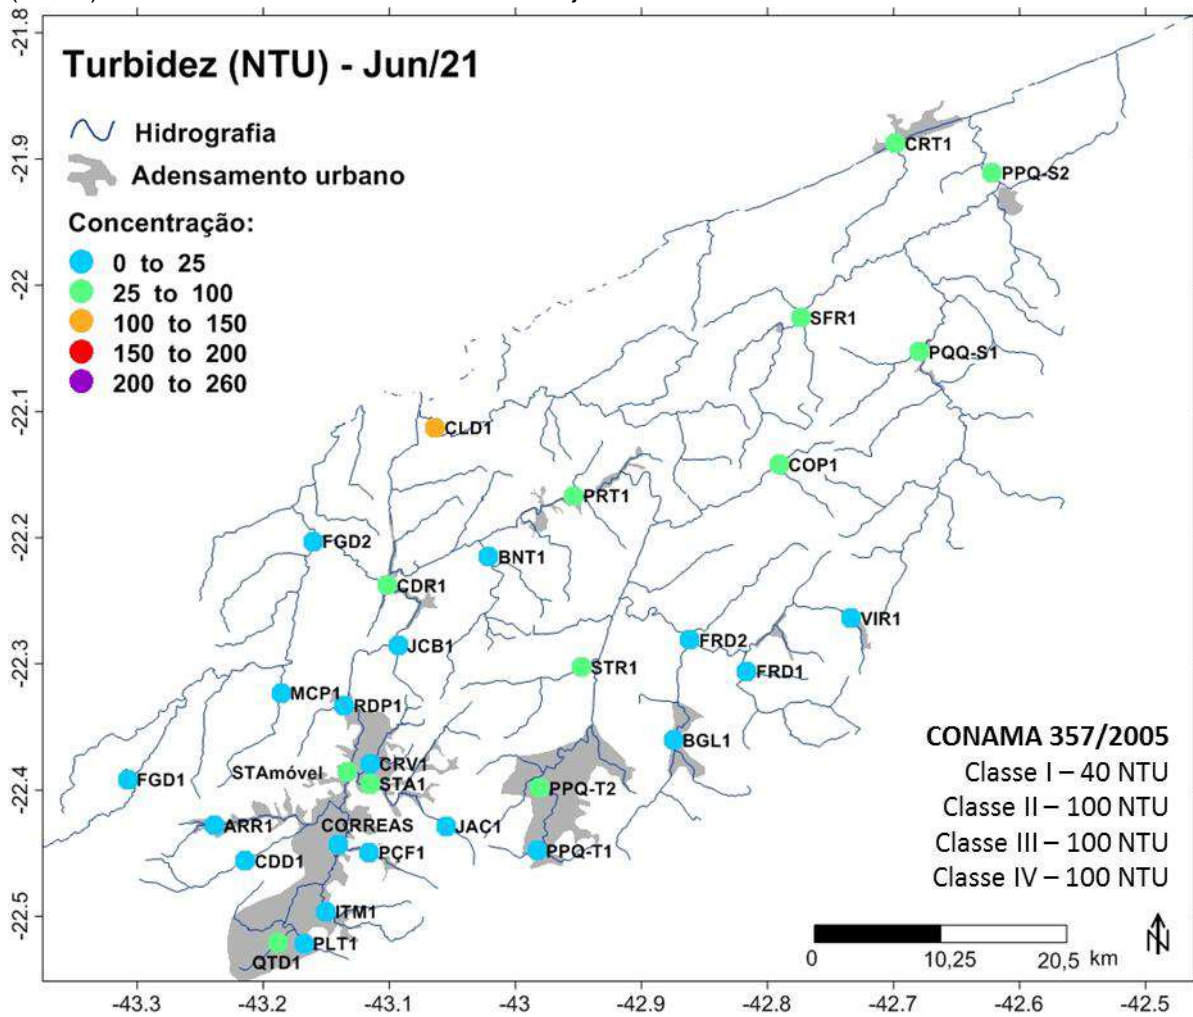 Turbidez (NTU) - Jun/21
Hidrografia
Adensamento urbano
Concentração:
0 to 25
25 to 100
100 to 150
150 to 200
200 to 260
CRT1
PPQ-S2
SFR1
PQQ-S1
CLD1
COP1
PRT1
FGD2
BNT1
CDR1
VIR1
JCB1
FRD2
STR1
FRD1
MCP1
RDP1
BGL1
CRV1
STAmóvel
STA1
FGD1
PPQ-T2
ARR1
CORREAS
JAC1
PÇF1
PPQ-T1
CDD1
ITM1
PLT1
QTD1
CONAMA 357/2005
Classe I – 40 NTU
Classe II – 100 NTU
Classe III – 100 NTU
Classe IV – 100 NTU
0 10,25 20,5 km
N
-21.8
-21.9
-22
-22.1
-22.2
-22.3
-22.4
-22.5
-43.3 -43.2 -43.1 -43 -42.9 -42.8 -42.7 -42.6 -42.5